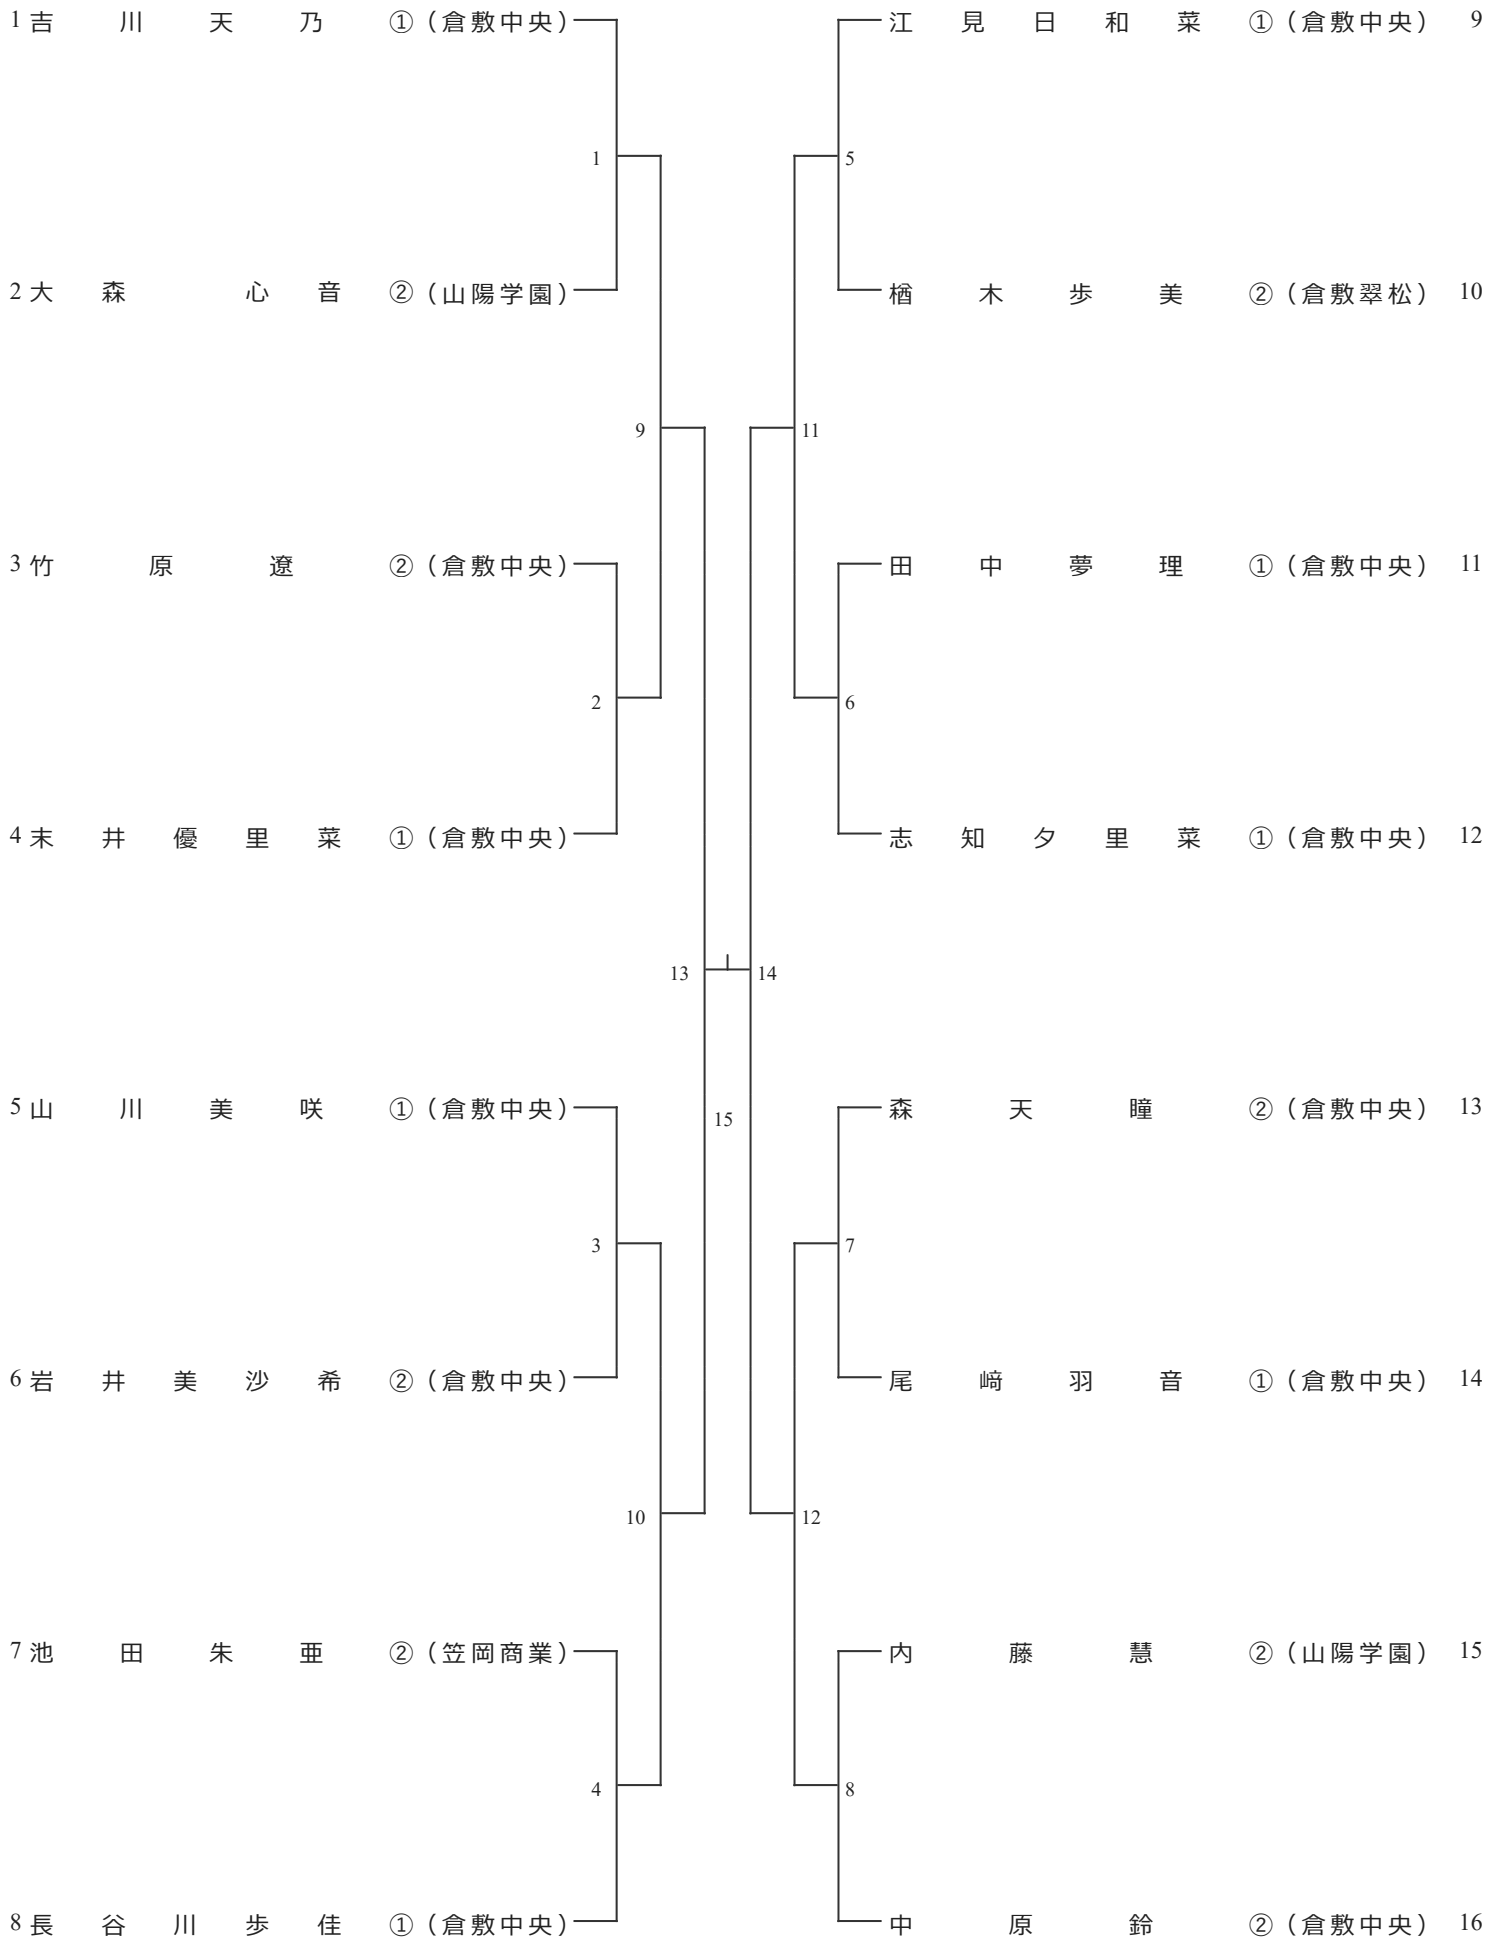 1 吉川天乃 ①（倉敷中央）
江見日和菜 ①（倉敷中央） 9
1
5
2 大森 心音 ②（山陽学園）
楢木歩美 ②（倉敷翠松） 10
9
11
3 竹原遼 ②（倉敷中央）
田中夢理 ①（倉敷中央） 11
2
6
4 末井優里菜 ①（倉敷中央）
志知夕里菜 ①（倉敷中央） 12
13
14
5 山川美咲 ①（倉敷中央）
15
森天瞳 ②（倉敷中央） 13
3
7
6 岩井美沙希 ②（倉敷中央）
尾﨑羽音 ①（倉敷中央） 14
10
12
7 池田朱亜 ②（笠岡商業）
内藤慧 ②（山陽学園） 15
4
8
8 長谷川歩佳 ①（倉敷中央）
中原鈴 ②（倉敷中央） 16